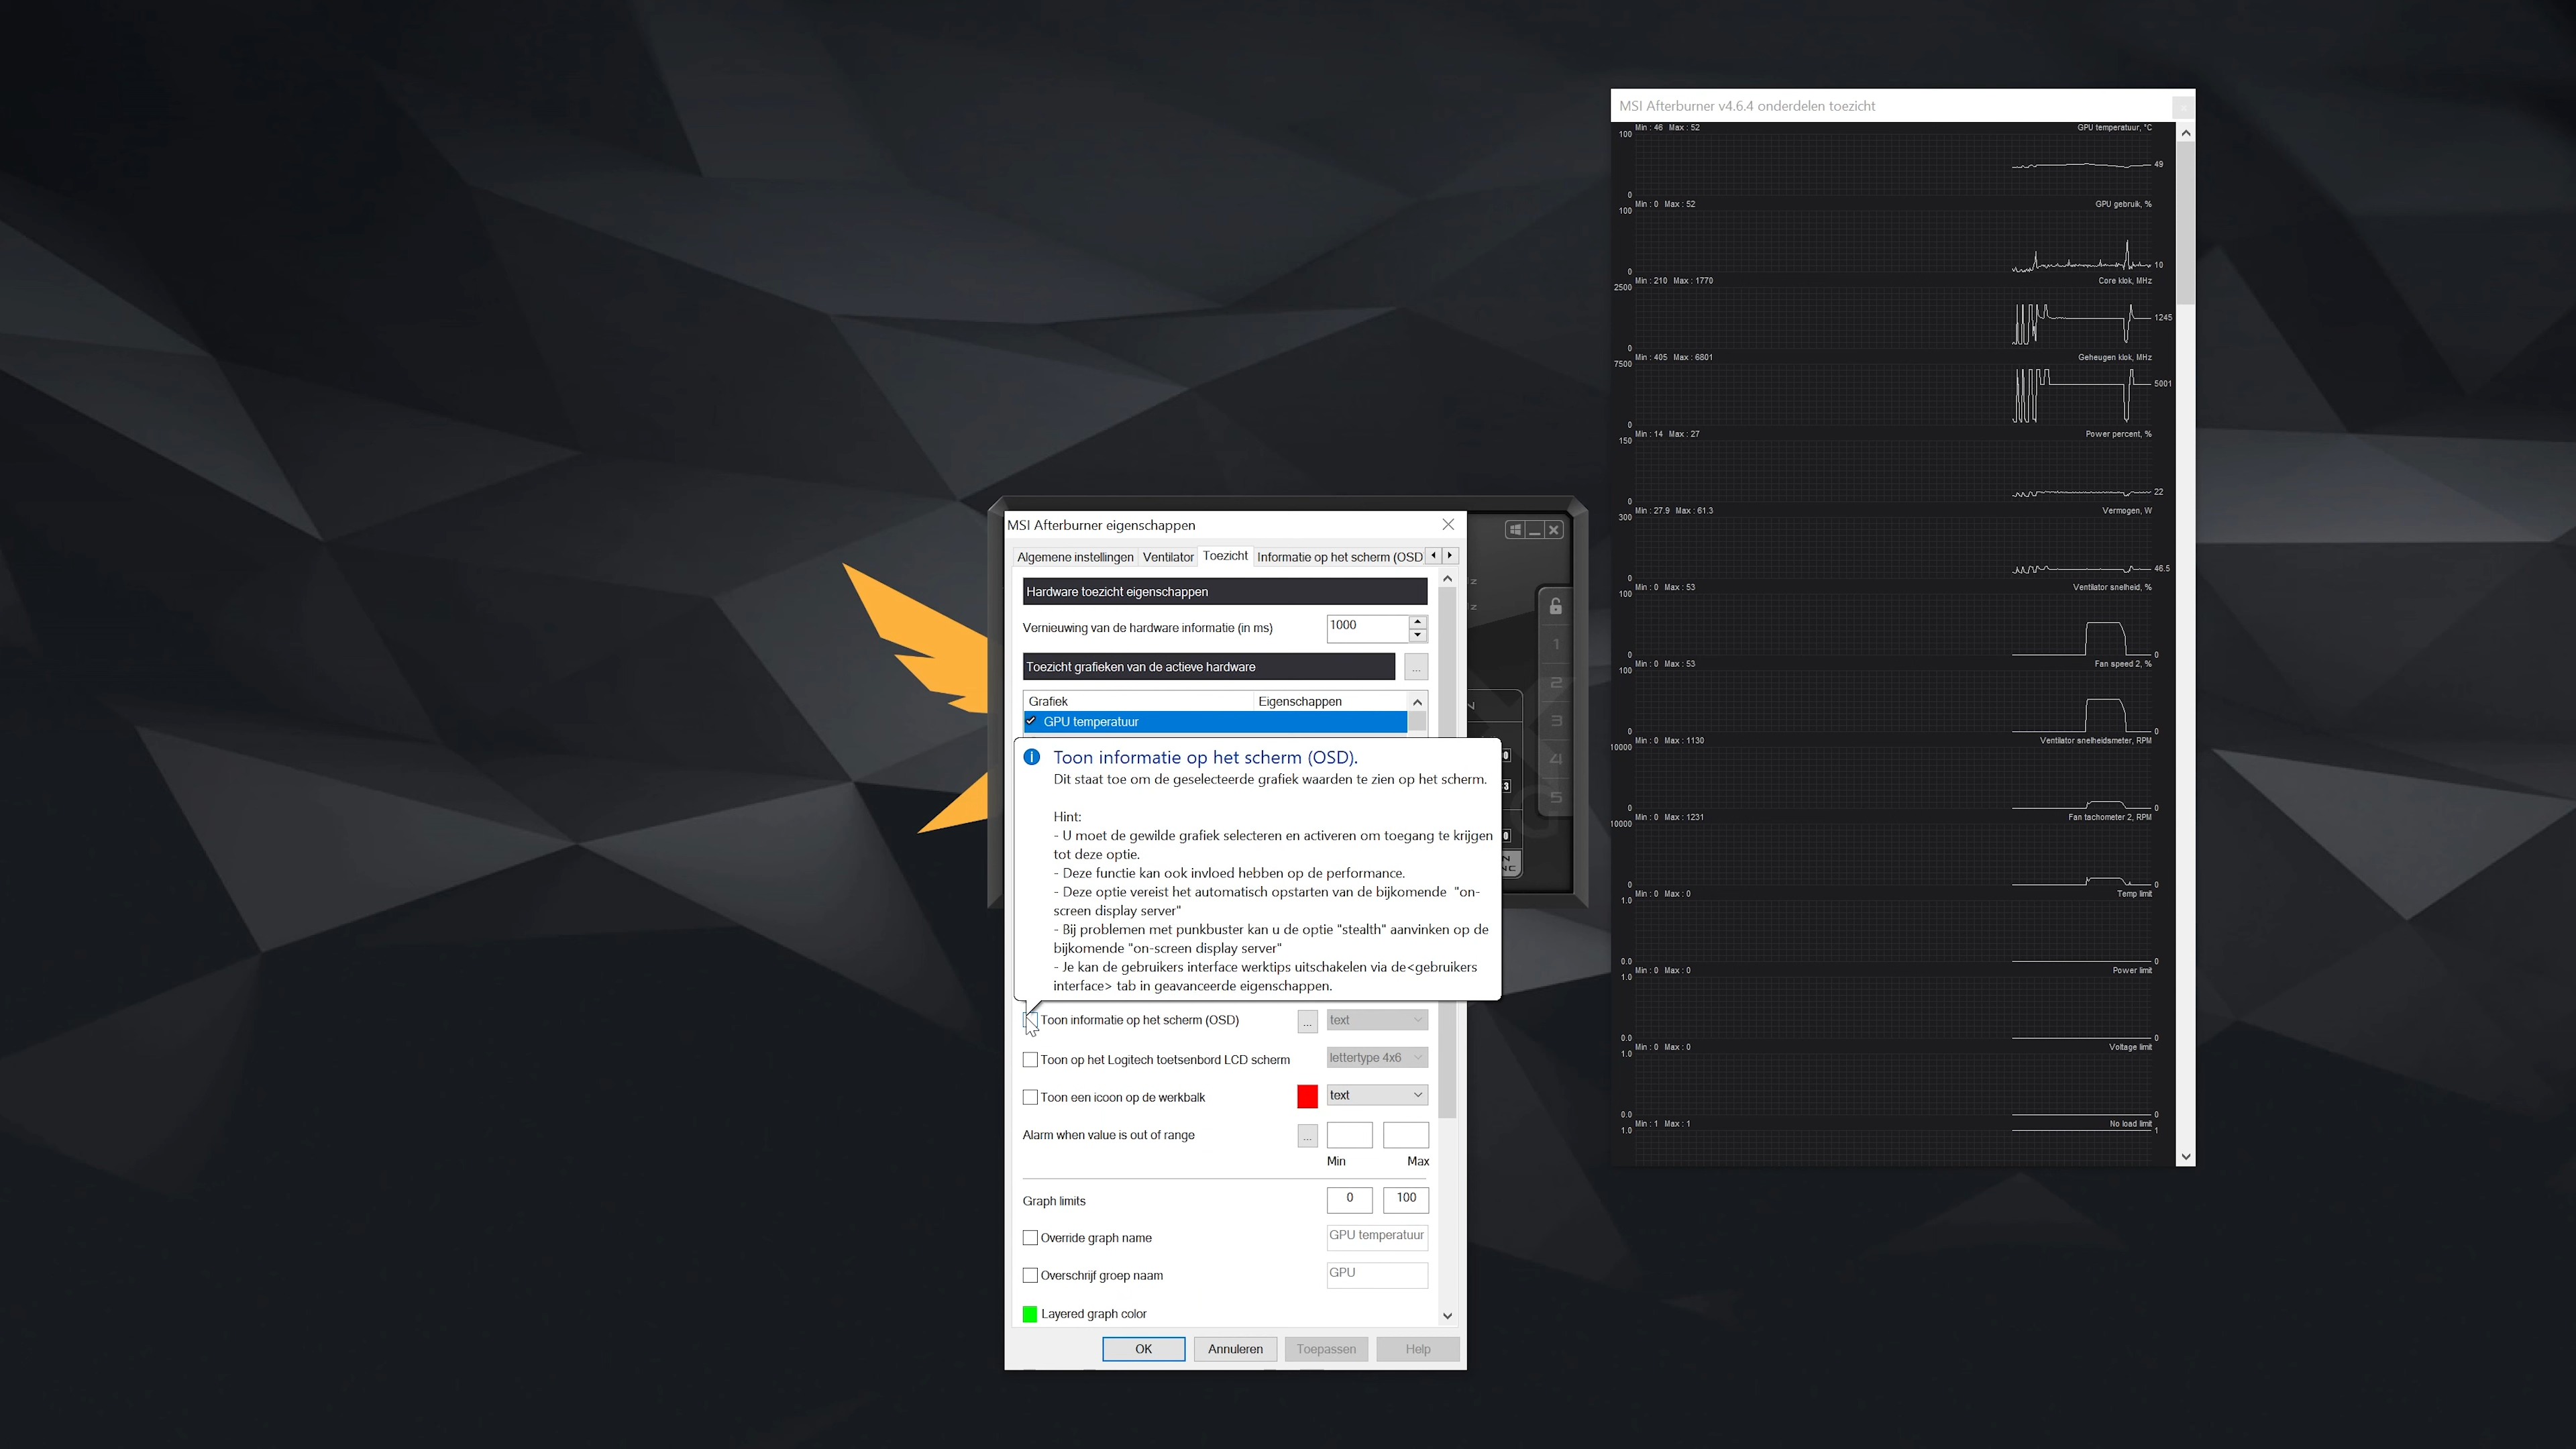 MSI Afterburner v4.6.4 onderdelen toezicht
Min : 46 Max : 52
GPU temperatuur, °C
100
49
0
Min : 0 Max : 52
GPU gebruik, %
100
10
0
Min : 210 Max : 1770
Core klok, MHz
2500
1245
0
Min : 405 Max : 6801
Geheugen klok, MHz
7500
5001
0
Min : 14 Max : 27
Power percent, %
150
22
0
Min : 27.9 Max : 61.3
Vermogen, W
300
46.5
0
Min : 0 Max : 53
Ventilator snelheid, %
100
0
0
Min : 0 Max : 53
Fan speed 2, %
100
0
0
Min : 0 Max : 1130
Ventilator snelheidsmeter, RPM
10000
0
0
Min : 0 Max : 1231
Fan tachometer 2, RPM
10000
0
0
Min : 0 Max : 0
Temp limit
1.0
0.0
0
Min : 0 Max : 0
Power limit
1.0
0.0
0
Min : 0 Max : 0
Voltage limit
1.0
0.0
0
Min : 1 Max : 1
No load limit
1.0
1
MSI Afterburner eigenschappen
Algemene instellingen Ventilator Toezicht Informatie op het scherm (OSD
Hardware toezicht eigenschappen
Vernieuwing van de hardware informatie (in ms) 1000
Toezicht grafieken van de actieve hardware ...
Grafiek Eigenschappen
GPU temperatuur
Toon informatie op het scherm (OSD).
Dit staat toe om de geselecteerde grafiek waarden te zien op het scherm.
Hint:
- U moet de gewilde grafiek selecteren en activeren om toegang te krijgen
tot deze optie.
- Deze functie kan ook invloed hebben op de performance.
- Deze optie vereist het automatisch opstarten van de bijkomende "on-
screen display server"
- Bij problemen met punkbuster kan u de optie "stealth" aanvinken op de
bijkomende "on-screen display server"
- Je kan de gebruikers interface werktips uitschakelen via de<gebruikers
interface> tab in geavanceerde eigenschappen.
Toon informatie op het scherm (OSD) ... text
Toon op het Logitech toetsenbord LCD scherm lettertype 4x6
Toon een icoon op de werkbalk text
Alarm when value is out of range ...
Min Max
Graph limits 0 100
Override graph name GPU temperatuur
Overschrijf groep naam GPU
Layered graph color
OK Annuleren Toepassen Help
1
2
3
4
5